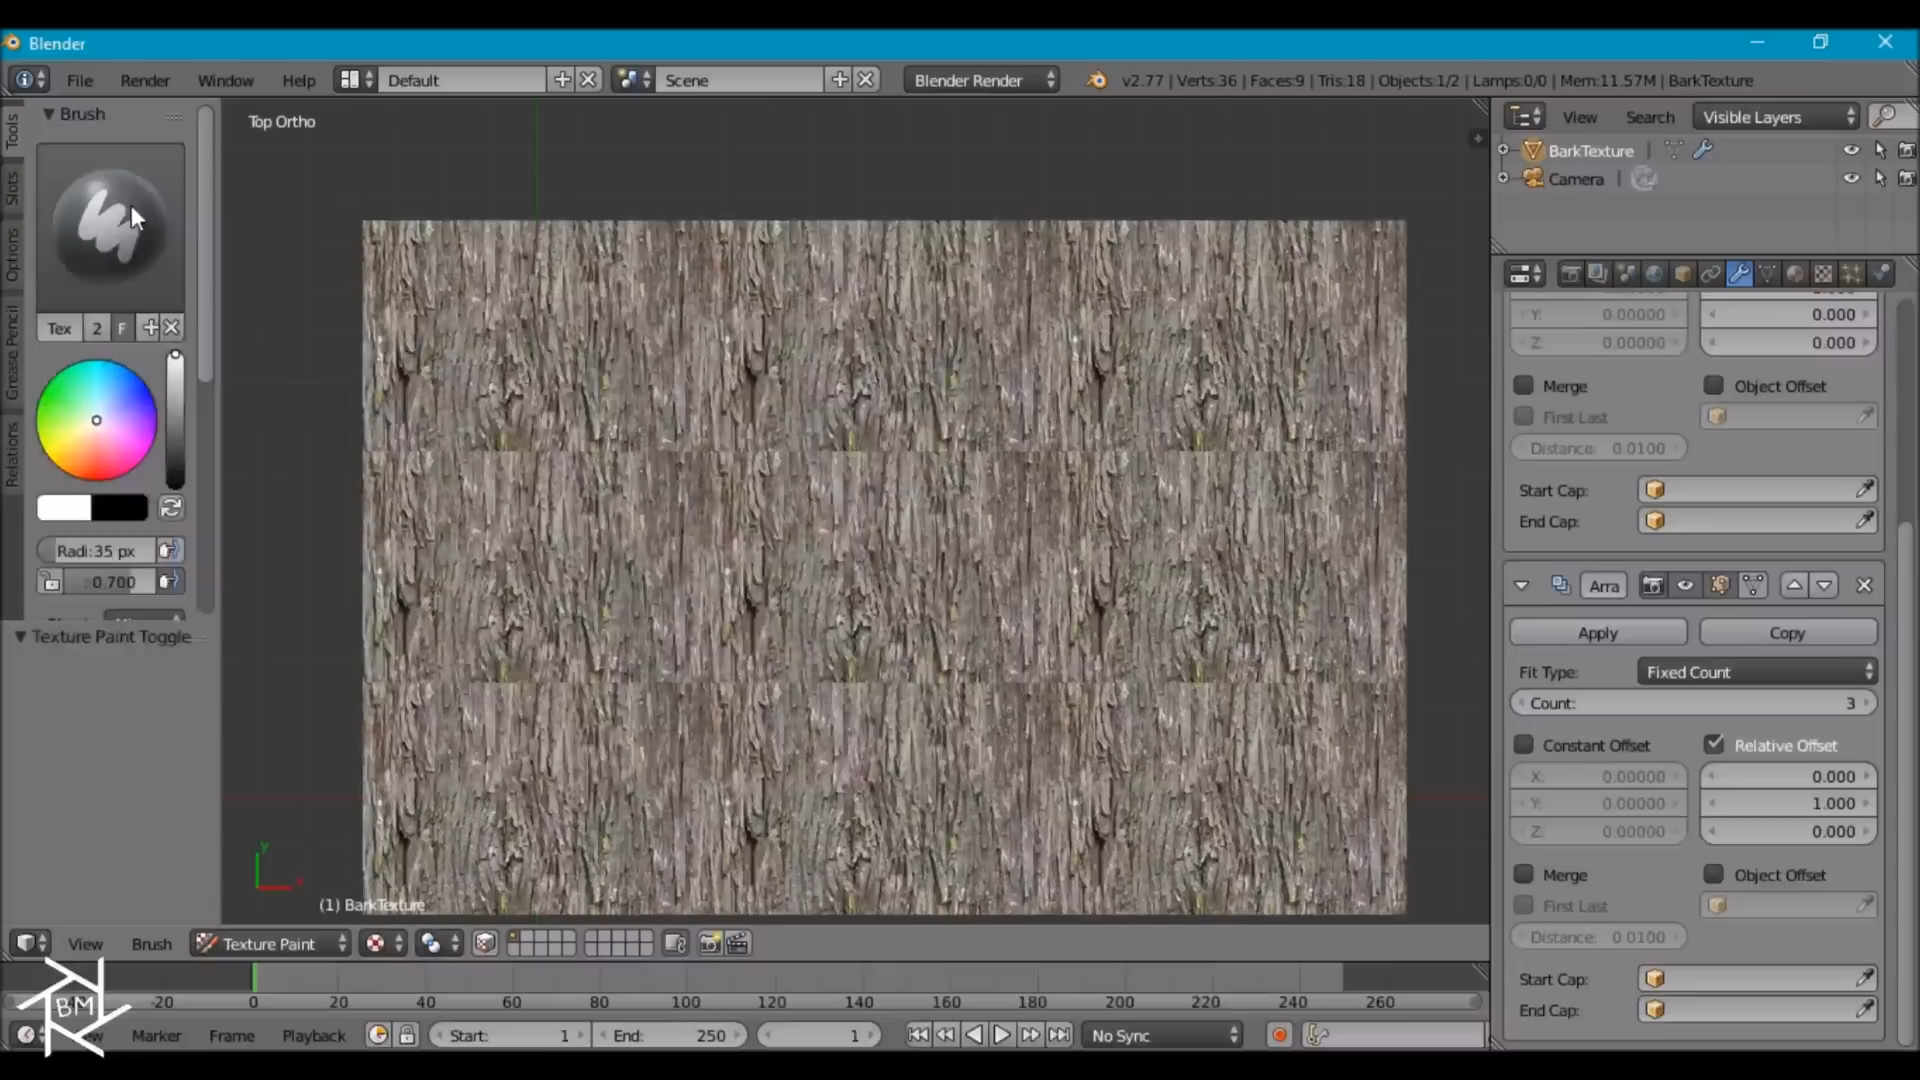 Blender
File Render Window Help Default Scene Blender Render v2.77 | Verts:36 | Faces:9 | Tris:18 | Objects:1/2 | Lamps:0/0 | Mem:11.57M | BarkTexture
Brush
Tools
Slots
Options
Grease Pencil
Relations
Tex 2 F
Radi: 35 px
: 0.700
Texture Paint Toggle
Top Ortho
y
x
(1) BarkTexture
View Search Visible Layers
BarkTexture
Camera
Y: 0.00000 0.000
Z: 0.00000 0.000
Merge Object Offset
First Last
Distance: 0.0100
Start Cap:
End Cap:
Arra
Apply Copy
Fit Type: Fixed Count
Count: 3
Constant Offset Relative Offset
X: 0.00000 0.000
Y: 0.00000 1.000
Z: 0.00000 0.000
Merge Object Offset
First Last
Distance: 0.0100
Start Cap:
End Cap:
View Brush Texture Paint
-20 0 20 40 60 80 100 120 140 160 180 200 220 240 260
BM
Marker Frame Playback Start: 1 End: 250 1 No Sync